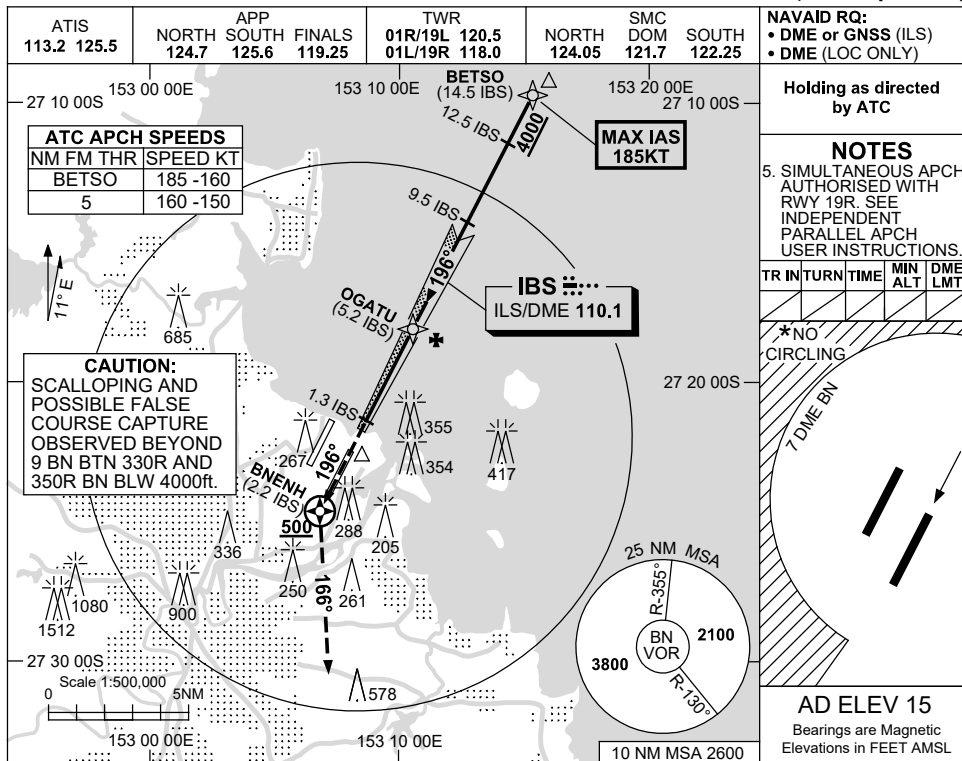 ATIS
113.2 125.5
APP
NORTH SOUTH FINALS
124.7 125.6 119.25
TWR
01R/19L 120.5
01L/19R 118.0
SMC
NORTH DOM SOUTH
124.05 121.7 122.25
NAVAID RQ:
• DME or GNSS (ILS)
• DME (LOC ONLY)
Holding as directed
by ATC
NOTES
5. SIMULTANEOUS APCH
AUTHORISED WITH
RWY 19R. SEE
INDEPENDENT
PARALLEL APCH
USER INSTRUCTIONS.
TR IN TURN TIME MIN ALT DME LMT
*NO
CIRCLING
7 DME BN
AD ELEV 15
Bearings are Magnetic
Elevations in FEET AMSL
153 00 00E
153 10 00E
153 20 00E
27 10 00S
27 10 00S
BETSO
(14.5 IBS)
12.5 IBS
4000
MAX IAS
185KT
ATC APCH SPEEDS
NM FM THR SPEED KT
BETSO 185 -160
5 160 -150
9.5 IBS
196°
IBS
ILS/DME 110.1
OGATU
(5.2 IBS)
11° E
685
CAUTION:
SCALLOPING AND
POSSIBLE FALSE
COURSE CAPTURE
OBSERVED BEYOND
9 BN BTN 330R AND
350R BN BLW 4000ft.
27 20 00S
1.3 IBS
355
267
354
417
196°
BNENH
(2.2 IBS)
500
288
205
336
250
261
166°
1080
1512
900
578
25 NM MSA
R-355°
BN
VOR
2100
3800
R-130°
10 NM MSA 2600
27 30 00S
Scale 1:500,000
0 5NM
153 00 00E
153 10 00E